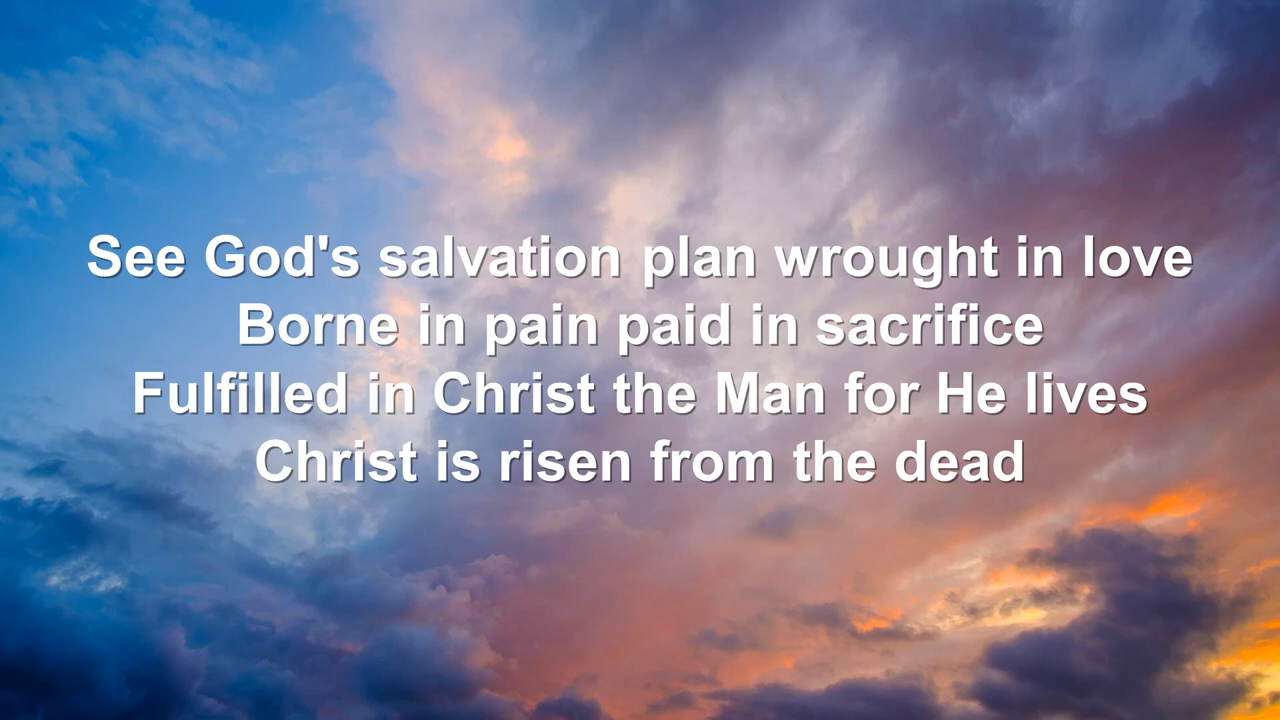 See God's salvation plan wrought in love
Borne in pain paid in sacrifice
Fulfilled in Christ the Man for He lives
Christ is risen from the dead